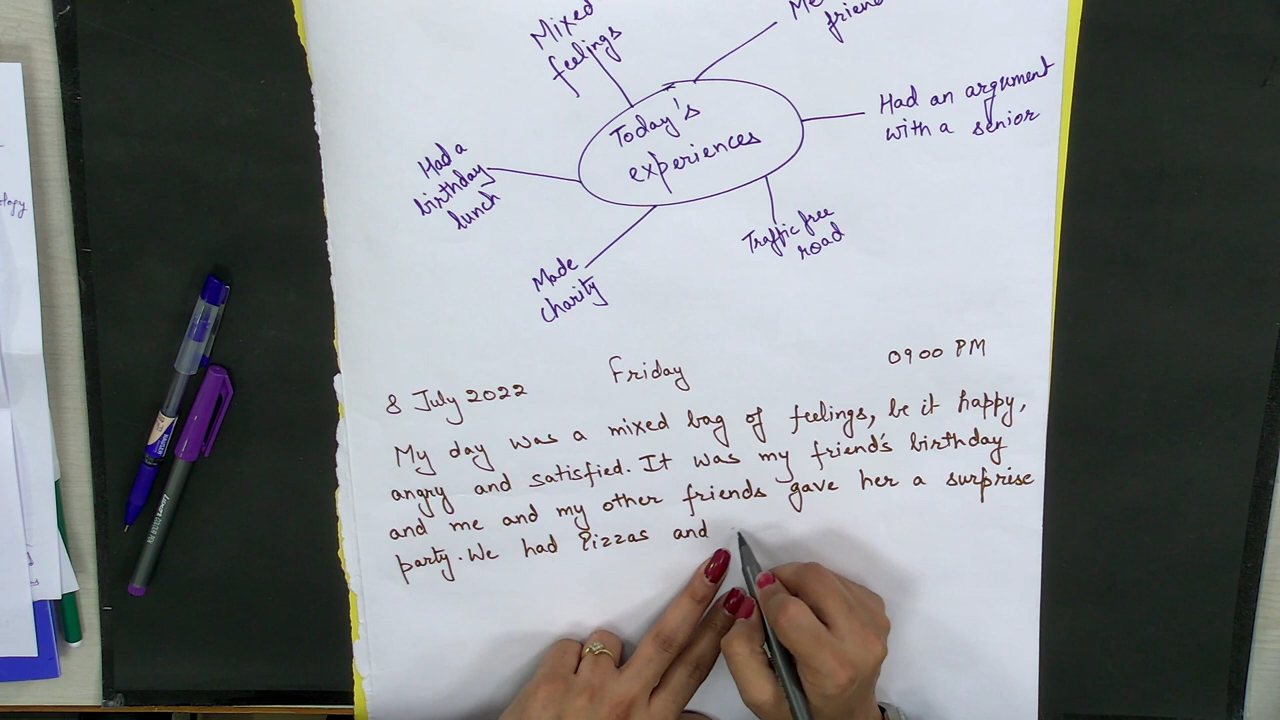 Mixed
feelings
Had an argument
with a senior
Today's
experiences
Had a
birthday
lunch
Traffic free
road
Made
charity
8 July 2022 Friday 0900 PM
My day was a mixed bag of feelings, be it happy,
angry and satisfied. It was my friend's birthday
and me and my other friends gave her a surprise
party. We had Pizzas and